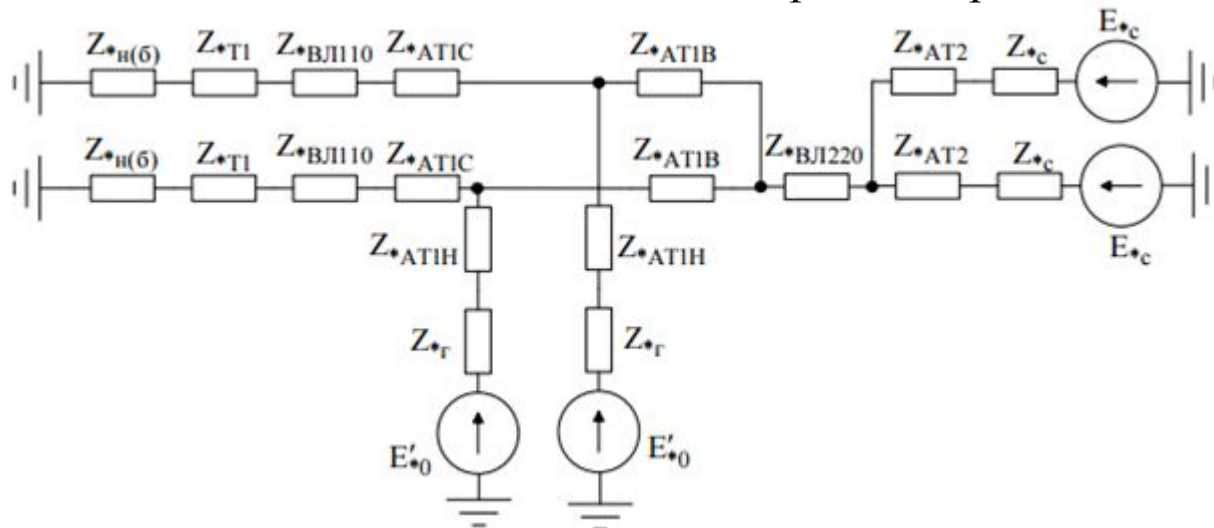 Z*н(б) Z*Т1 Z*ВЛ110 Z*АТ1С Z*АТ1В Z*АТ2 Z*с E*с
Z*н(б) Z*Т1 Z*ВЛ110 Z*АТ1С Z*АТ1В Z*ВЛ220 Z*АТ2 Z*с
E*с
Z*АТ1Н Z*АТ1Н
Z*г Z*г
E'*0 E'*0